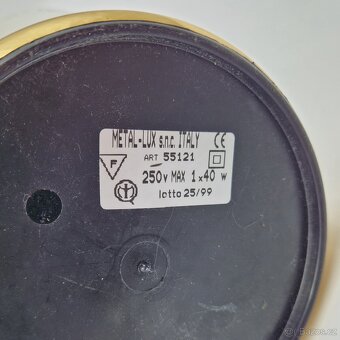 METAL-LUX s.n.c. ITALY CE
ART 55121
F
250v MAX 1x40 w
lotto 25/99